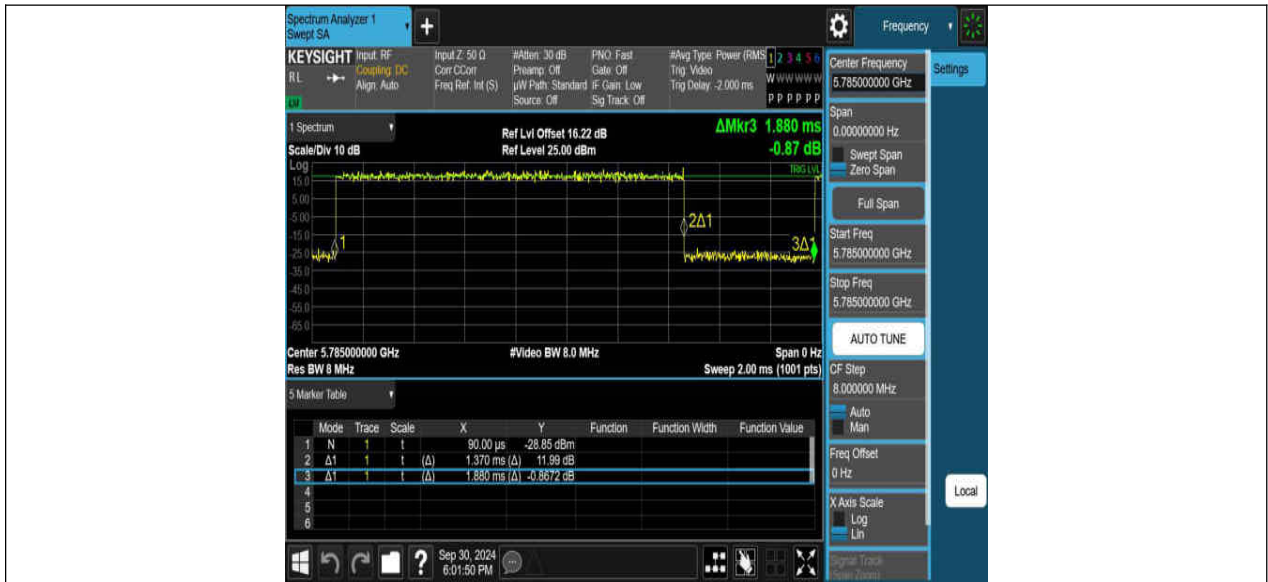 Spectrum Analyzer 1
Swept SA
+
Frequency
KEYSIGHT Input: RF Input Z: 50 Ω #Atten: 30 dB PNO: Fast #Avg Type: Power (RMS 1 2 3 4 5 6
RL Coupling: DC Corr CCorr Preamp: Off Gate: Off Trig: Video
Align: Auto Freq Ref: Int (S) µW Path: Standard IF Gain: Low Trig Delay: -2.000 ms W W W W W W
Source: Off Sig Track: Off P P P P P P
Settings
Center Frequency
5.785000000 GHz
Span
0.00000000 Hz
Swept Span
Zero Span
Full Span
Start Freq
5.785000000 GHz
Stop Freq
5.785000000 GHz
AUTO TUNE
CF Step
8.000000 MHz
Auto
Man
Freq Offset
0 Hz
X Axis Scale
Log
Lin
Signal Track
(Span Zoom)
Local
1 Spectrum
Scale/Div 10 dB
Ref Lvl Offset 16.22 dB
Ref Level 25.00 dBm
ΔMkr3 1.880 ms
-0.87 dB
Log
TRIG LVL
15.0
5.00
-5.00
-15.0
-25.0
-35.0
-45.0
-55.0
-65.0
1
2Δ1
3Δ1
Center 5.785000000 GHz #Video BW 8.0 MHz Span 0 Hz
Res BW 8 MHz Sweep 2.00 ms (1001 pts)
5 Marker Table
Mode Trace Scale X Y Function Function Width Function Value
1 N 1 t 90.00 µs -28.85 dBm
2 Δ1 1 t (Δ) 1.370 ms (Δ) 11.99 dB
3 Δ1 1 t (Δ) 1.880 ms (Δ) -0.8672 dB
4
5
6
? Sep 30, 2024
6:01:50 PM